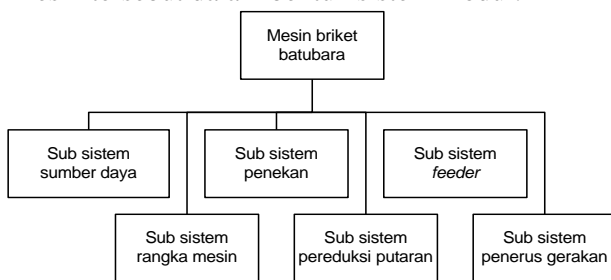 Mesin briket
batubara
Sub sistem
sumber daya
Sub sistem
penekan
Sub sistem
feeder
Sub sistem
rangka mesin
Sub sistem
pereduksi putaran
Sub sistem
penerus gerakan